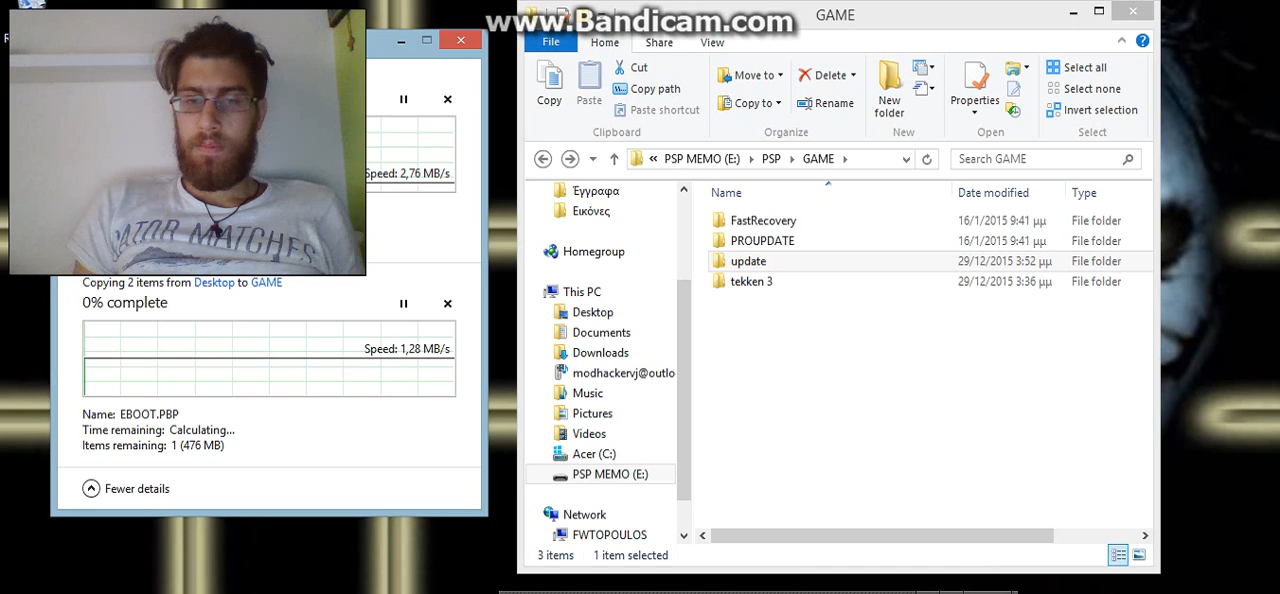 www.Bandicam.com
GAME
File
Home
Share
View
Copy
Paste
Cut
Copy path
Paste shortcut
Clipboard
Move to
Copy to
Delete
Rename
Organize
New folder
New
Properties
Open
Select all
Select none
Invert selection
Select
« PSP MEMO (E:) PSP GAME
Search GAME
Name
Date modified
Type
FastRecovery 16/1/2015 9:41 μμ File folder
PROUPDATE 16/1/2015 9:41 μμ File folder
update 29/12/2015 3:52 μμ File folder
tekken 3 29/12/2015 3:36 μμ File folder
Έγγραφα
Εικόνες
Homegroup
This PC
Desktop
Documents
Downloads
modhackervj@outlo
Music
Pictures
Videos
Acer (C:)
PSP MEMO (E:)
Network
FWTOPOULOS
3 items 1 item selected
Speed: 2,76 MB/s
Copying 2 items from Desktop to GAME
0% complete
Speed: 1,28 MB/s
Name: EBOOT.PBP
Time remaining: Calculating...
Items remaining: 1 (476 MB)
Fewer details
MATCHES